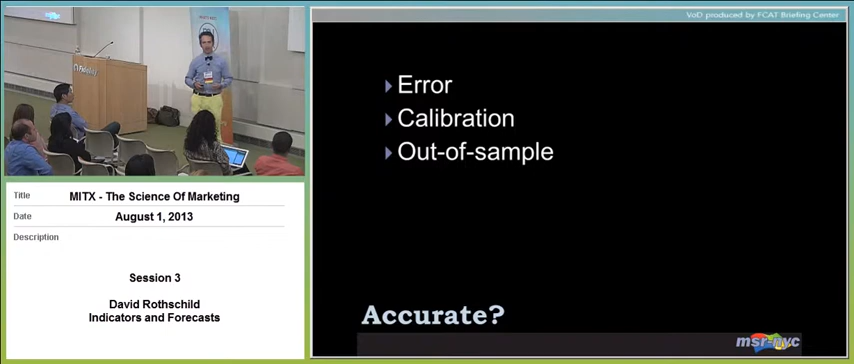 VoD produced by FCAT Briefing Center
Fidelity
Error
Calibration
Out-of-sample
Accurate?
msr-nyc
Title
MITX - The Science Of Marketing
Date
August 1, 2013
Description
Session 3
David Rothschild
Indicators and Forecasts